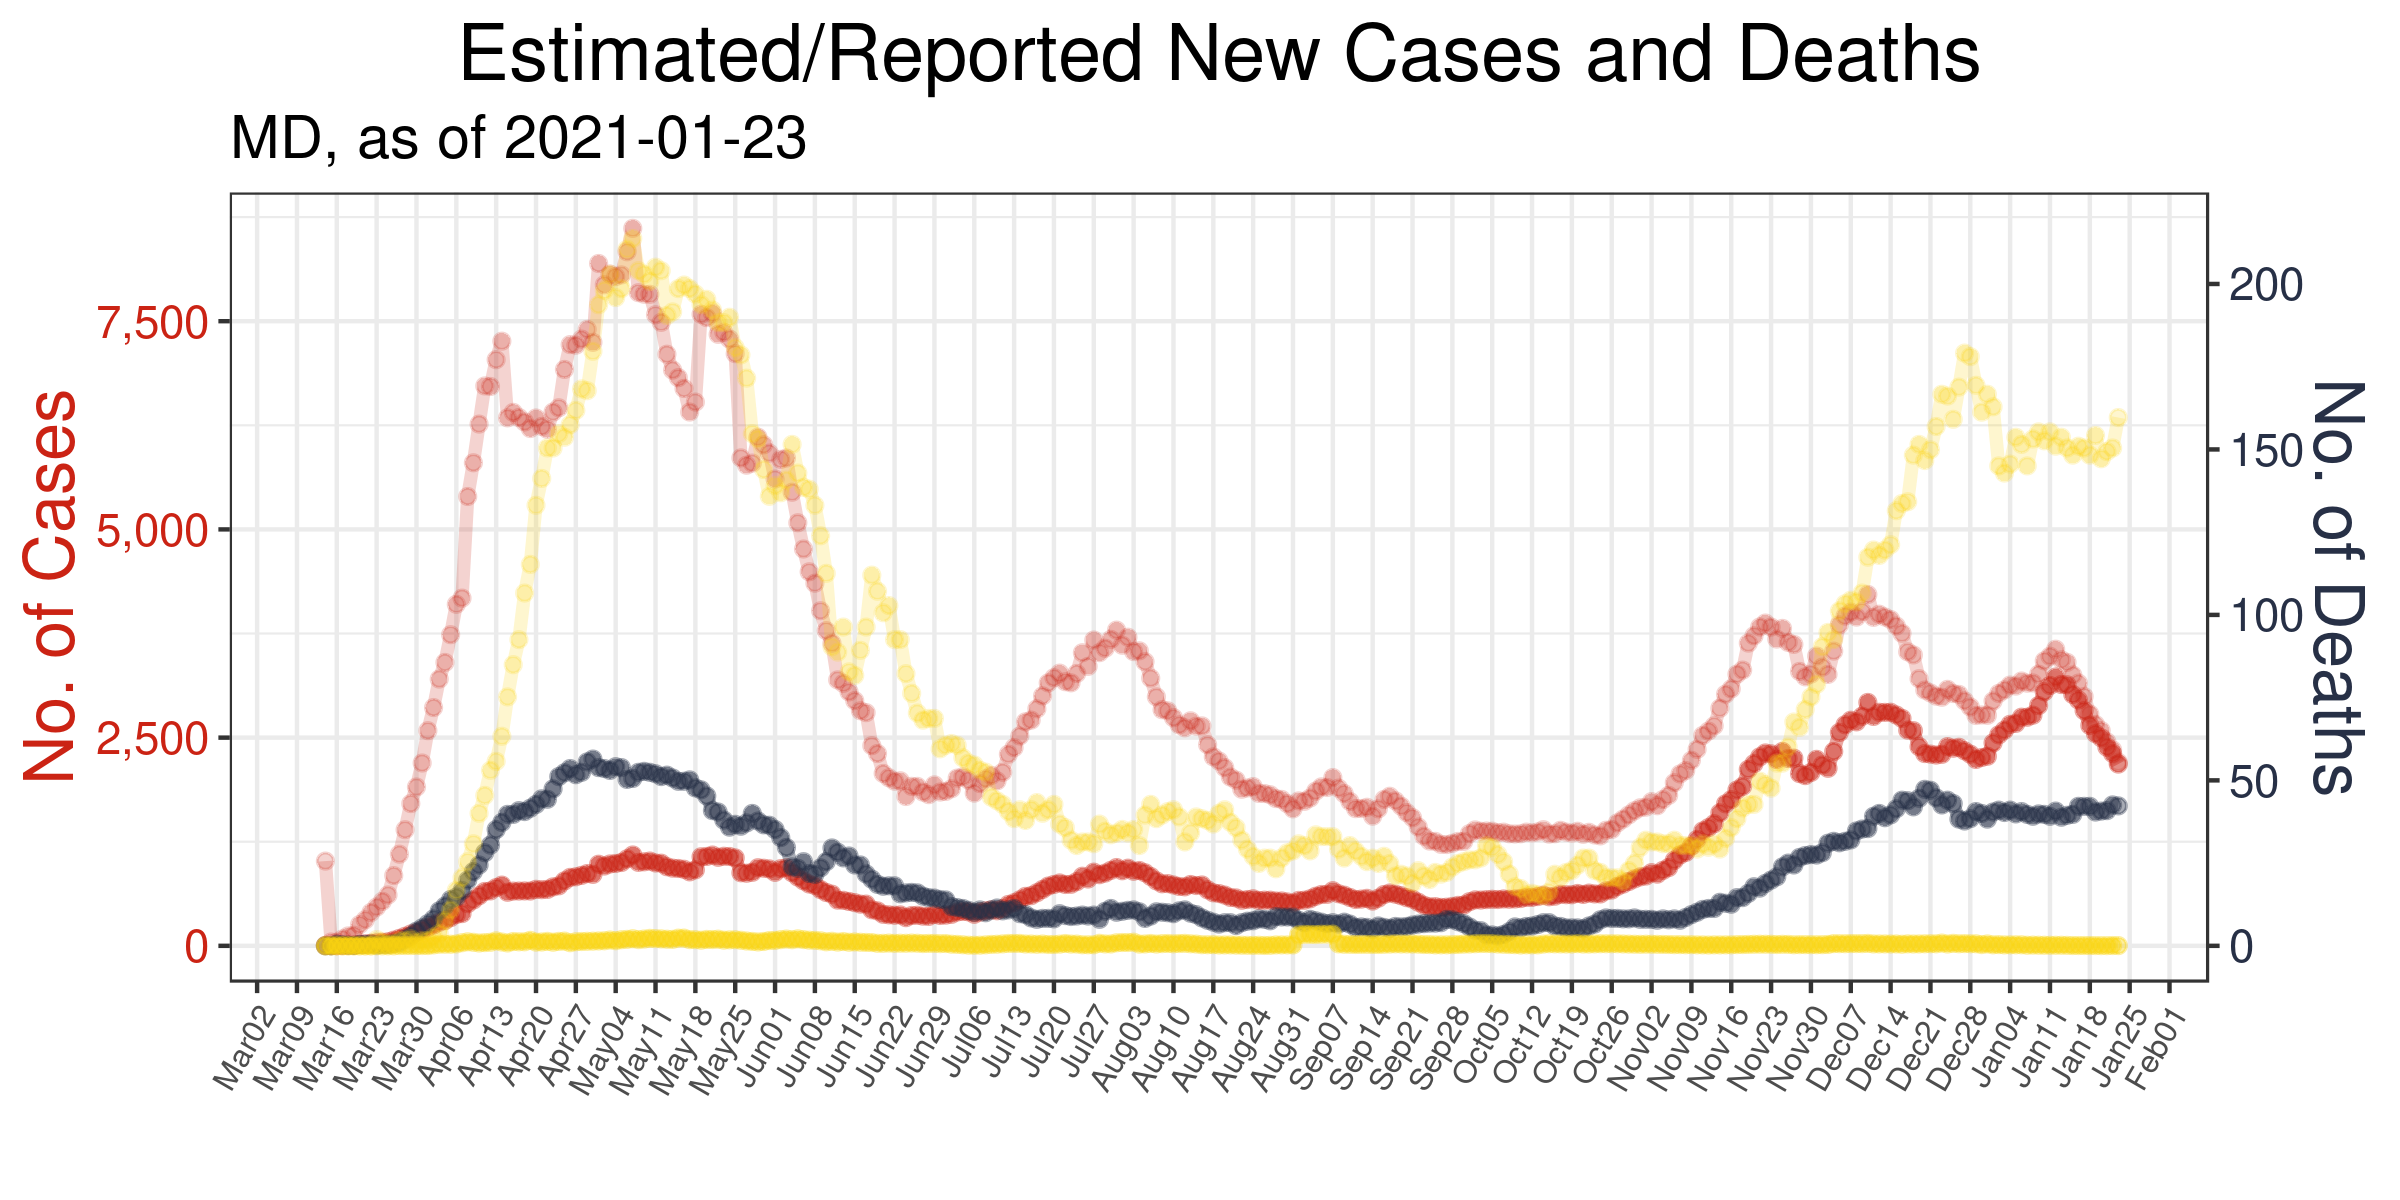 Estimated/Reported New Cases and Deaths
MD, as of 2021-01-23
No. of Cases
7,500
5,000
2,500
0
200
150
100
50
0
No. of Deaths
Mar02 Mar09 Mar16 Mar23 Mar30 Apr06 Apr13 Apr20 Apr27 May04 May11 May18 May25 Jun01 Jun08 Jun15 Jun22 Jun29 Jul06 Jul13 Jul20 Jul27 Aug03 Aug10 Aug17 Aug24 Aug31 Sep07 Sep14 Sep21 Sep28 Oct05 Oct12 Oct19 Oct26 Nov02 Nov09 Nov16 Nov23 Nov30 Dec07 Dec14 Dec21 Dec28 Jan04 Jan11 Jan18 Jan25 Feb01